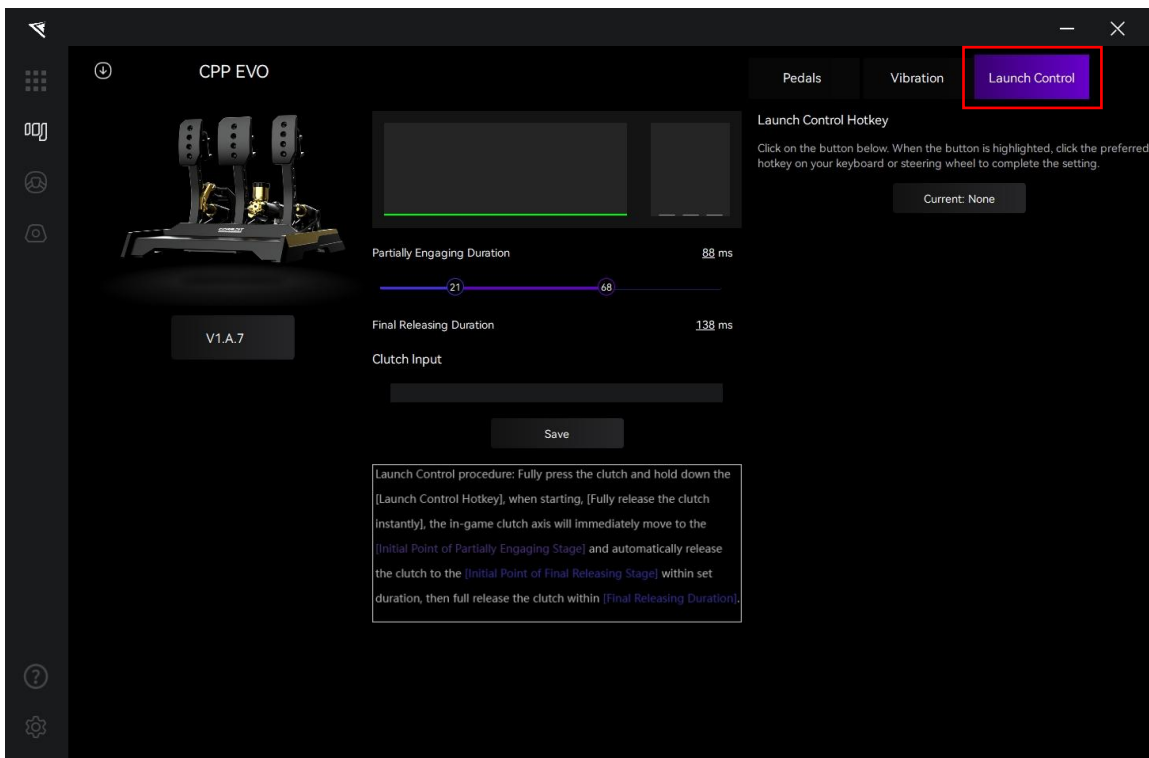 CPP EVO
Pedals
Vibration
Launch Control
Launch Control Hotkey
Click on the button below. When the button is highlighted, click the preferred
hotkey on your keyboard or steering wheel to complete the setting.
Current: None
Partially Engaging Duration
88 ms
21
68
Final Releasing Duration
138 ms
Clutch Input
Save
V1.A.7
Launch Control procedure: Fully press the clutch and hold down the
[Launch Control Hotkey], when starting, [Fully release the clutch
instantly], the in-game clutch axis will immediately move to the
[Initial Point of Partially Engaging Stage] and automatically release
the clutch to the [Initial Point of Final Releasing Stage] within set
duration, then full release the clutch within [Final Releasing Duration].